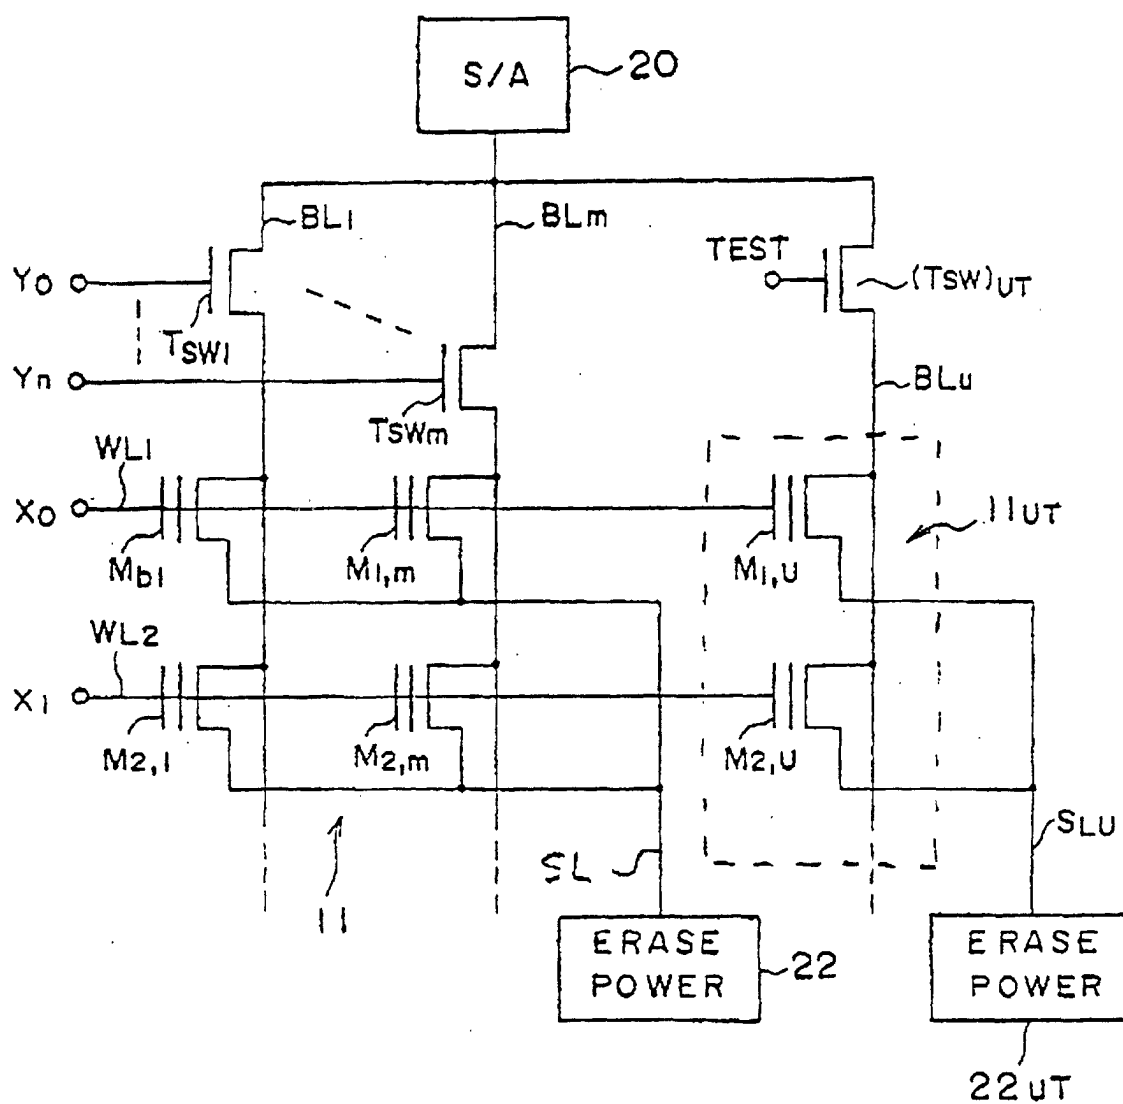 S/A
20
BL1
BLm
TEST
Y0
(TSW)UT
TSW1
Yn
BLu
TSWm
WL1
X0
11UT
Mb1
M1,m
M1,U
WL2
X1
M2,1
M2,m
M2,U
SLU
SL
11
ERASE
POWER
22
ERASE
POWER
22UT